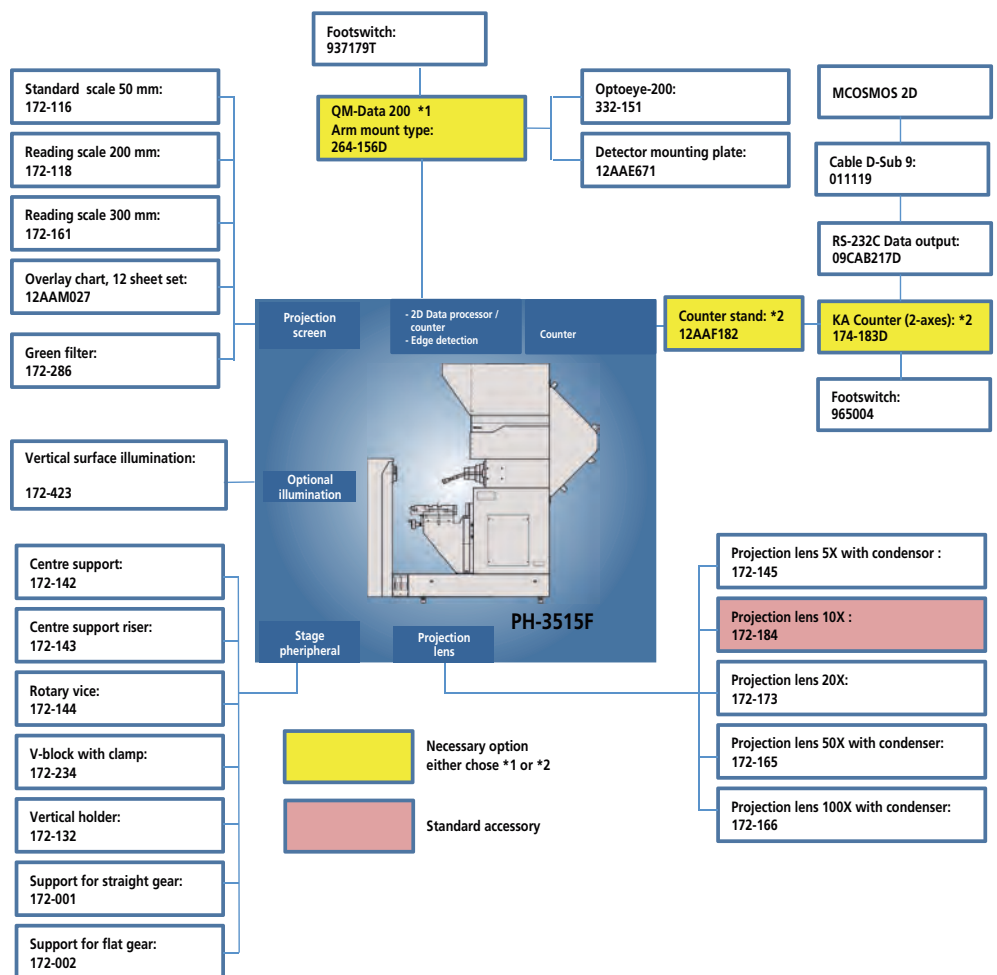 Footswitch:
937179T
Standard scale 50 mm:
172-116
Reading scale 200 mm:
172-118
Reading scale 300 mm:
172-161
Overlay chart, 12 sheet set:
12AAM027
Green filter:
172-286
QM-Data 200 *1
Arm mount type:
264-156D
Optoeye-200:
332-151
Detector mounting plate:
12AAE671
MCOSMOS 2D
Cable D-Sub 9:
011119
RS-232C Data output:
09CAB217D
KA Counter (2-axes): *2
174-183D
Counter stand: *2
12AAF182
Footswitch:
965004
Projection
screen
- 2D Data processor /
counter
- Edge detection
Counter
Vertical surface illumination:
172-423
Optional
illumination
PH-3515F
Stage
pheripheral
Projection
lens
Centre support:
172-142
Centre support riser:
172-143
Rotary vice:
172-144
V-block with clamp:
172-234
Vertical holder:
172-132
Support for straight gear:
172-001
Support for flat gear:
172-002
Necessary option
either chose *1 or *2
Standard accessory
Projection lens 5X with condensor :
172-145
Projection lens 10X :
172-184
Projection lens 20X:
172-173
Projection lens 50X with condenser:
172-165
Projection lens 100X with condenser:
172-166